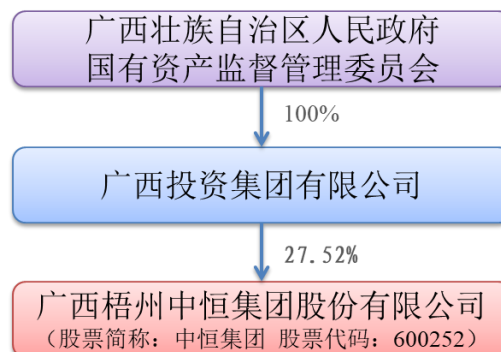 广西壮族自治区人民政府
国有资产监督管理委员会
100%
广西投资集团有限公司
27.52%
广西梧州中恒集团股份有限公司
（股票简称：中恒集团 股票代码：600252）